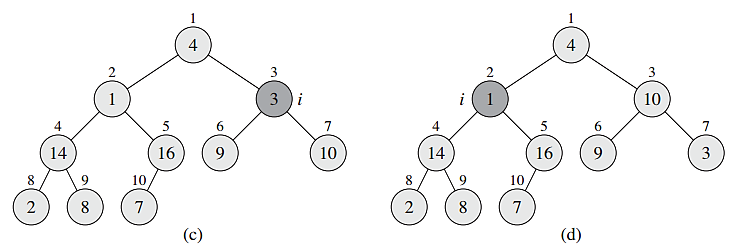 1 1
4 4
2 3 2 3
1 3 i i 1 10
4 5 6 7 4 5 6 7
14 16 9 10 14 16 9 3
8 9 10 8 9 10
2 8 7 2 8 7
(c) (d)